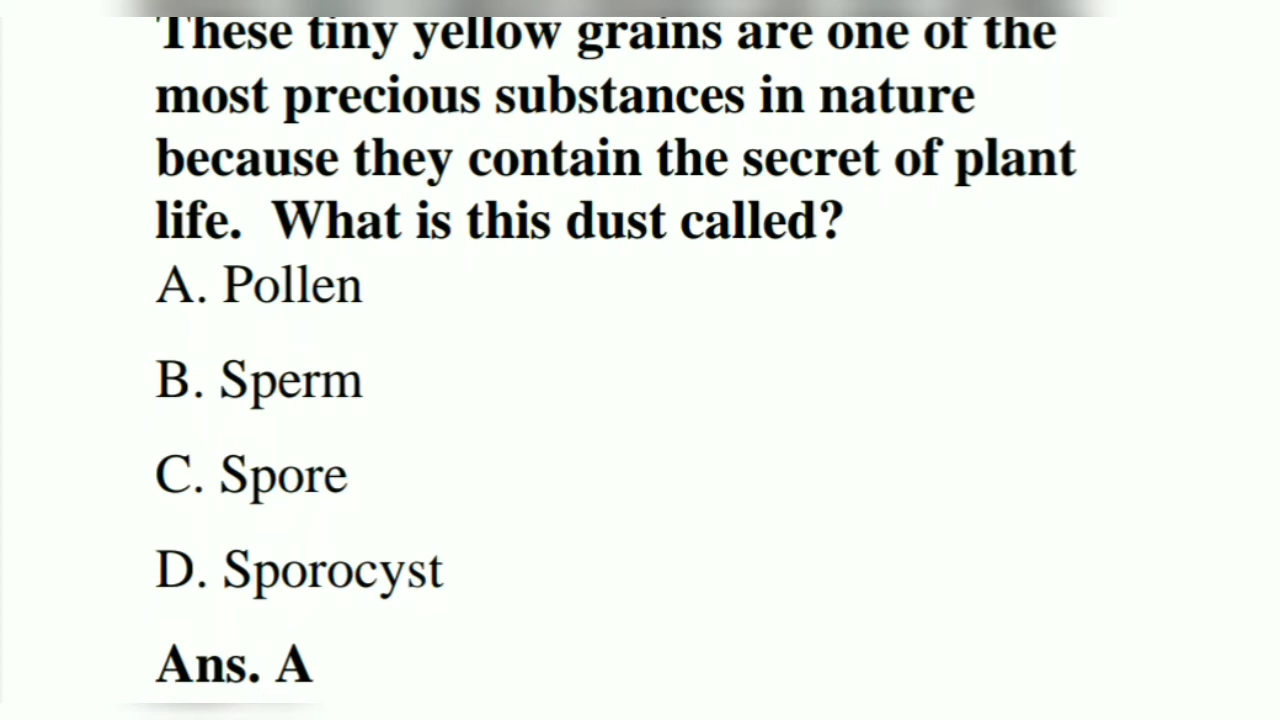 These tiny yellow grains are one of the
most precious substances in nature
because they contain the secret of plant
life. What is this dust called?
A. Pollen
B. Sperm
C. Spore
D. Sporocyst
Ans. A